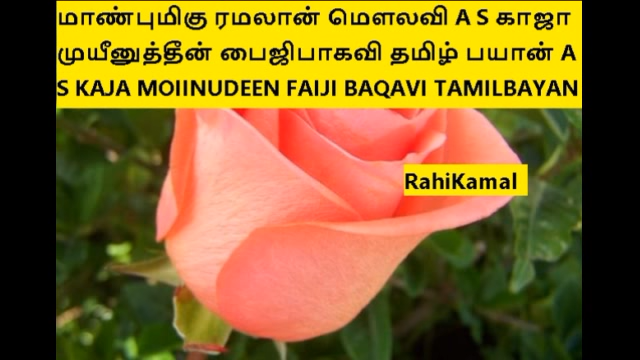 மாண்புமிகு ரமலான் மௌலவி A S காஜா
முயீனுத்தீன் பைஜிபாகவி தமிழ் பயான் A
S KAJA MOIINUDEEN FAIJI BAQAVI TAMILBAYAN
RahiKamal